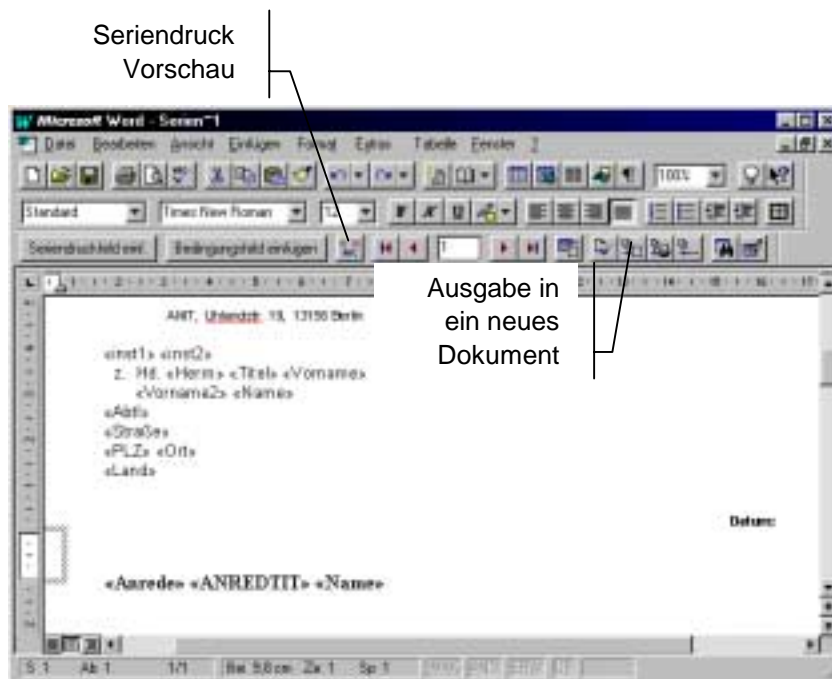 Seriendruck
Vorschau
Microsoft Word - Serien~1
Datei Bearbeiten Ansicht Einfügen Format Extras Tabelle Fenster ?
100%
Standard Times New Roman 12 F K U
Seriendruckfeld einf. Bedingungsfeld einfügen 1
Ausgabe in
ein neues
Dokument
ANIT, Uhlandstr. 19, 13156 Berlin
«inst1» «inst2»
z. Hd. «Herrn» «Titel» «Vorname»
«Vorname2» «Name»
«Abtl»
«Straße»
«PLZ» «Ort»
«Land»
Datum:
«Anrede» «ANREDTIT» «Name»
S 1 Ab 1 1/1 Bei 9,8 cm Ze 1 Sp 1